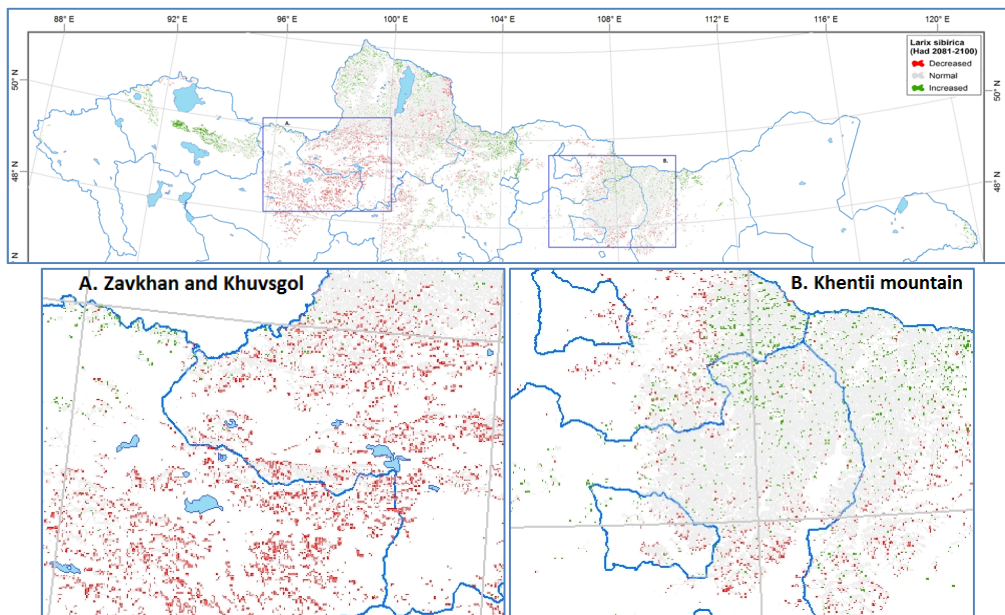 88° E 92° E 96° E 100° E 104° E 108° E 112° E 116° E 120° E
Larix sibirica
(Had 2081-2100)
Decreased
Normal
Increased
50° N
50° N
48° N
48° N
N
N
A.
B.
A. Zavkhan and Khuvsgol
B. Khentii mountain